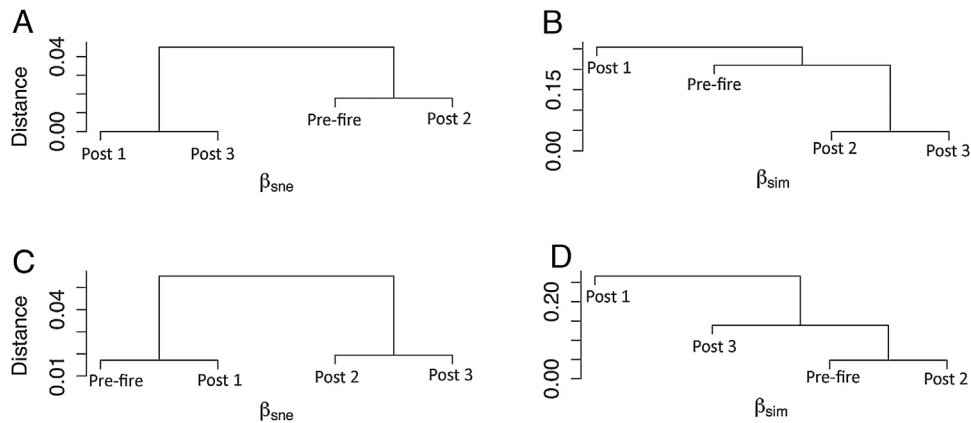 A
Distance
0.04
0.00
Post 1
Post 3
Pre-fire
Post 2
βsne
B
0.15
0.00
Post 1
Pre-fire
Post 2
Post 3
βsim
C
Distance
0.04
0.01
Pre-fire
Post 1
Post 2
Post 3
βsne
D
0.20
0.00
Post 1
Post 3
Pre-fire
Post 2
βsim